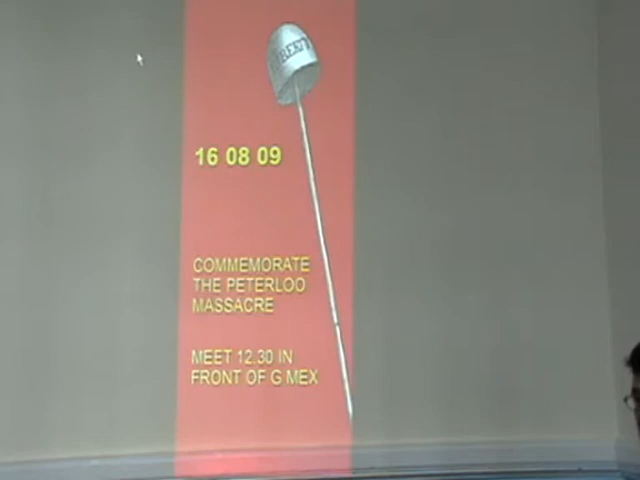 16 08 09
COMMEMORATE
THE PETERLOO
MASSACRE
MEET 12.30 IN
FRONT OF G MEX